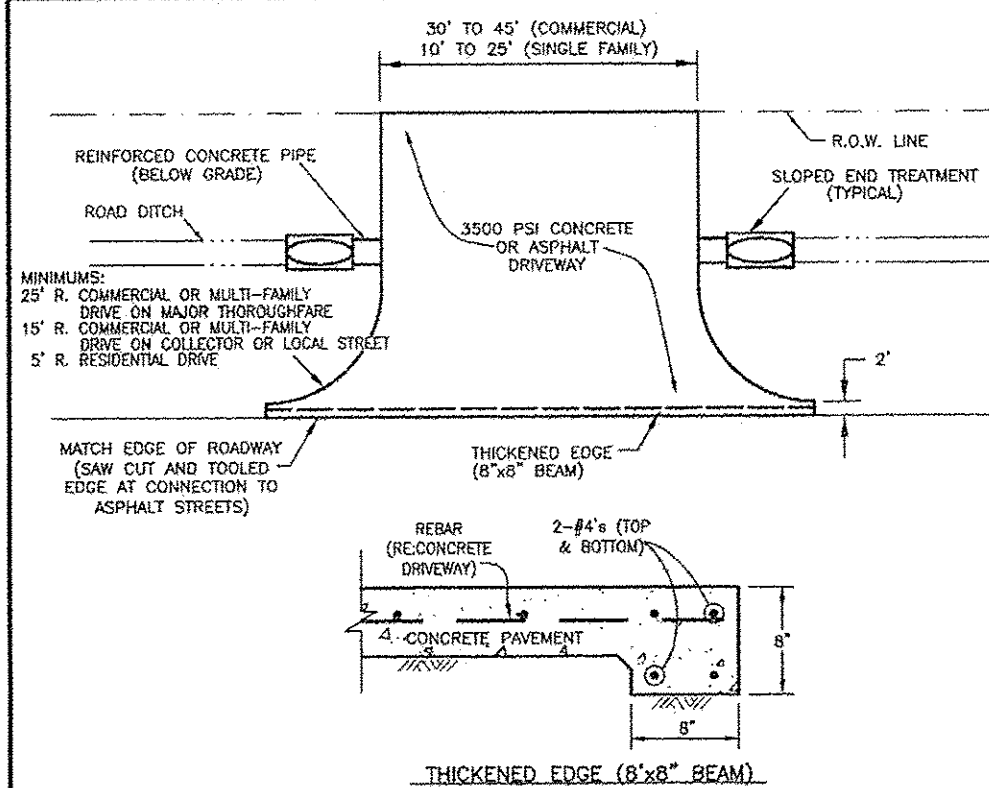 30' TO 45' (COMMERCIAL)
10' TO 25' (SINGLE FAMILY)
R.O.W. LINE
REINFORCED CONCRETE PIPE
(BELOW GRADE)
SLOPED END TREATMENT
(TYPICAL)
ROAD DITCH
3500 PSI CONCRETE
OR ASPHALT
DRIVEWAY
MINIMUMS:
25' R. COMMERCIAL OR MULTI-FAMILY
DRIVE ON MAJOR THOROUGHFARE
15' R. COMMERCIAL OR MULTI-FAMILY
DRIVE ON COLLECTOR OR LOCAL STREET
5' R. RESIDENTIAL DRIVE
2'
MATCH EDGE OF ROADWAY
(SAW CUT AND TOOLED
EDGE AT CONNECTION TO
ASPHALT STREETS)
THICKENED EDGE
(8"x8" BEAM)
REBAR
(RE:CONCRETE
DRIVEWAY)
2-#4's (TOP
& BOTTOM)
CONCRETE PAVEMENT
8"
8"
THICKENED EDGE (8'x8" BEAM)